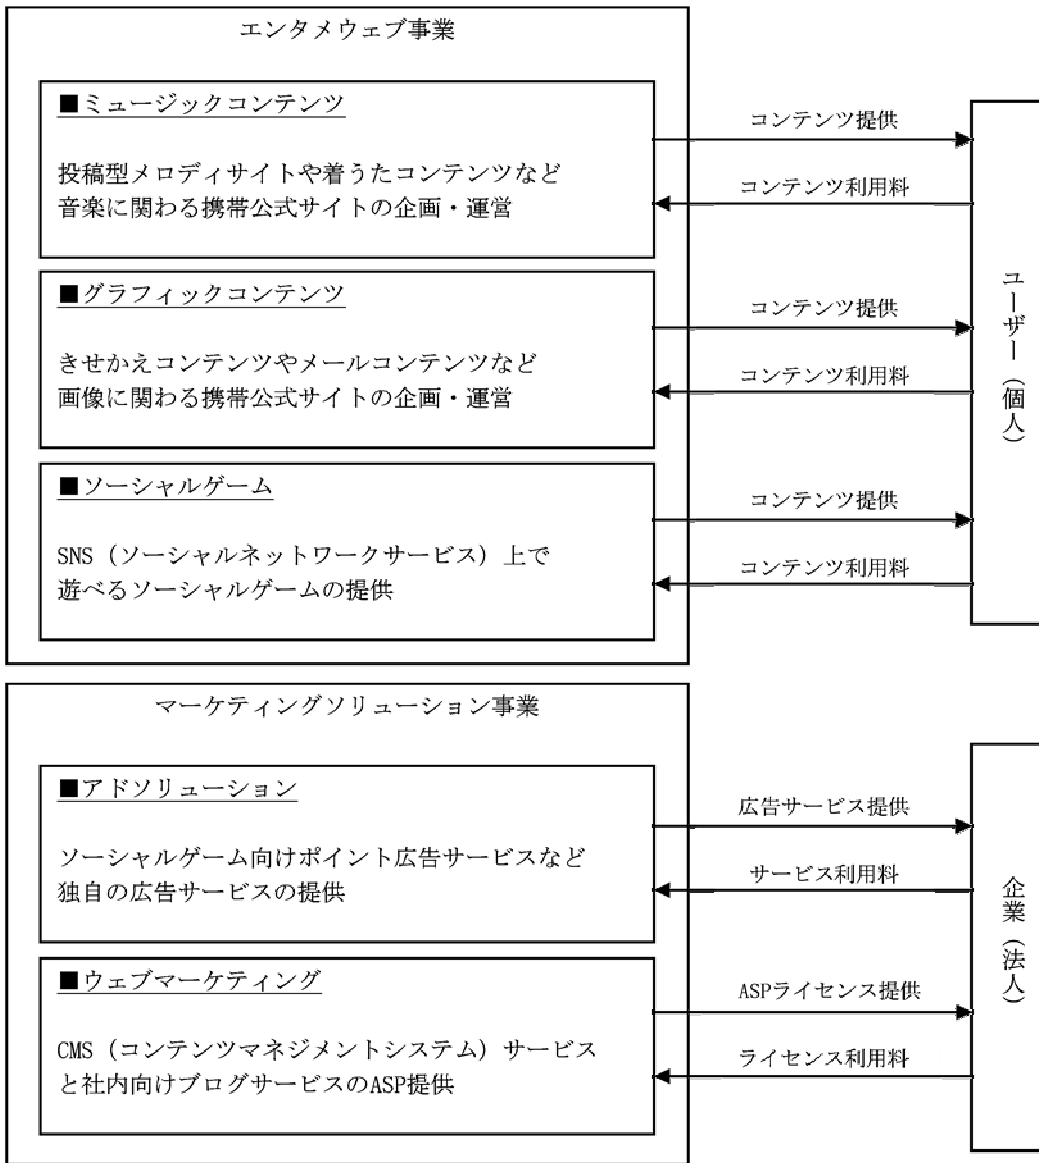 エンタメウェブ事業
■ミュージックコンテンツ
投稿型メロディサイトや着うたコンテンツなど
音楽に関わる携帯公式サイトの企画・運営
コンテンツ提供
コンテンツ利用料
■グラフィックコンテンツ
きせかえコンテンツやメールコンテンツなど
画像に関わる携帯公式サイトの企画・運営
コンテンツ提供
コンテンツ利用料
■ソーシャルゲーム
SNS（ソーシャルネットワークサービス）上で
遊べるソーシャルゲームの提供
コンテンツ提供
コンテンツ利用料
ユーザー（個人）
マーケティングソリューション事業
■アドソリューション
ソーシャルゲーム向けポイント広告サービスなど
独自の広告サービスの提供
広告サービス提供
サービス利用料
■ウェブマーケティング
CMS（コンテンツマネジメントシステム）サービス
と社内向けブログサービスのASP提供
ASPライセンス提供
ライセンス利用料
企業（法人）